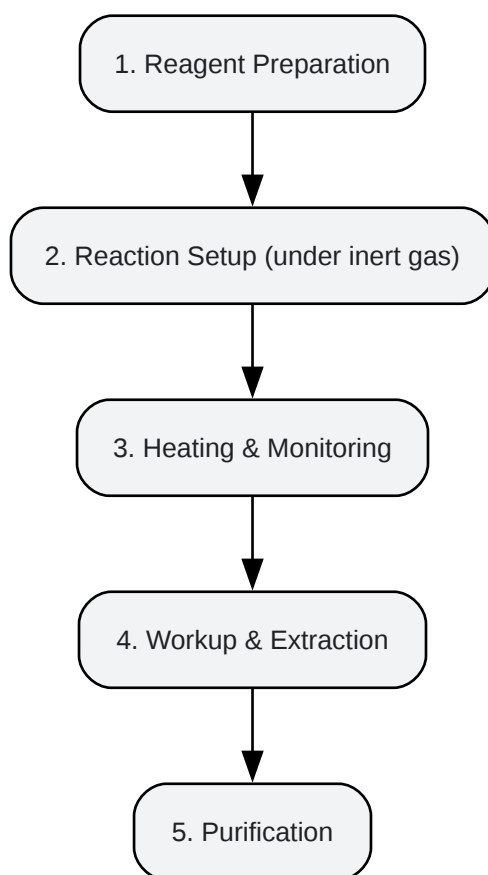 1. Reagent Preparation
2. Reaction Setup (under inert gas)
3. Heating & Monitoring
4. Workup & Extraction
5. Purification